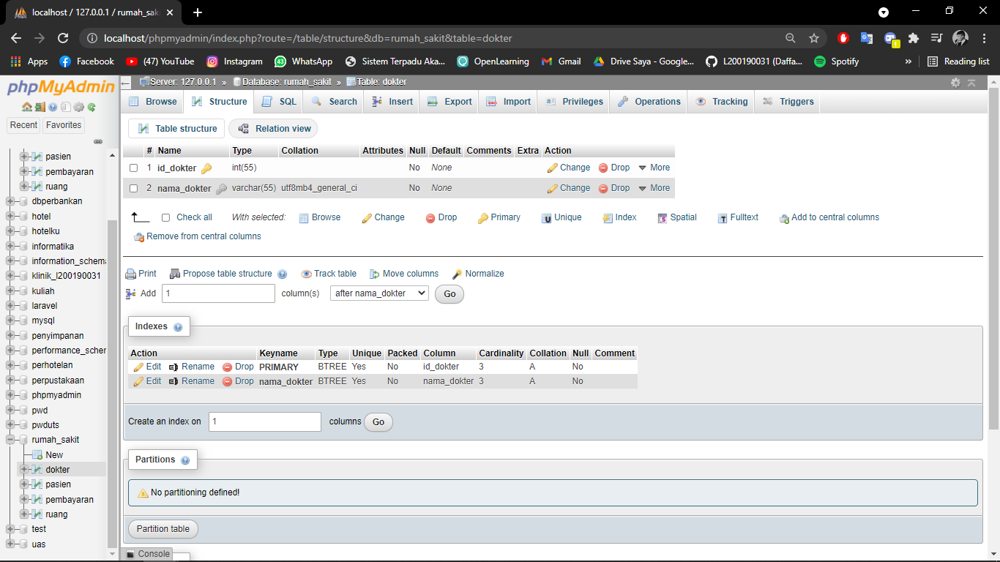 localhost / 127.0.0.1 / rumah_sak
localhost/phpmyadmin/index.php?route=/table/structure&db=rumah_sakit&table=dokter
Apps Facebook (47) YouTube Instagram WhatsApp Sistem Terpadu Aka... OpenLearning Gmail Drive Saya - Google... L200190031 (Daffa... Spotify » Reading list
phpMyAdmin
Recent Favorites
pasien
pembayaran
ruang
dbperbankan
hotel
hotelku
informatika
information_schema
klinik_l200190031
kuliah
laravel
mysql
penyimpanan
performance_scher
perhotelan
perpustakaan
phpmyadmin
pwd
pwduts
rumah_sakit
New
dokter
pasien
pembayaran
ruang
test
uas
Server: 127.0.0.1 » Database: rumah_sakit » Table: dokter
Browse Structure SQL Search Insert Export Import Privileges Operations Tracking Triggers
Table structure Relation view
# Name Type Collation Attributes Null Default Comments Extra Action
1 id_dokter int(55) No None Change Drop More
2 nama_dokter varchar(55) utf8mb4_general_ci No None Change Drop More
Check all With selected: Browse Change Drop Primary Unique Index Spatial Fulltext Add to central columns
Remove from central columns
Print Propose table structure Track table Move columns Normalize
Add 1 column(s) after nama_dokter Go
Indexes
Action Keyname Type Unique Packed Column Cardinality Collation Null Comment
Edit Rename Drop PRIMARY BTREE Yes No id_dokter 3 A No
Edit Rename Drop nama_dokter BTREE Yes No nama_dokter 3 A No
Create an index on 1 columns Go
Partitions
No partitioning defined!
Partition table
Console